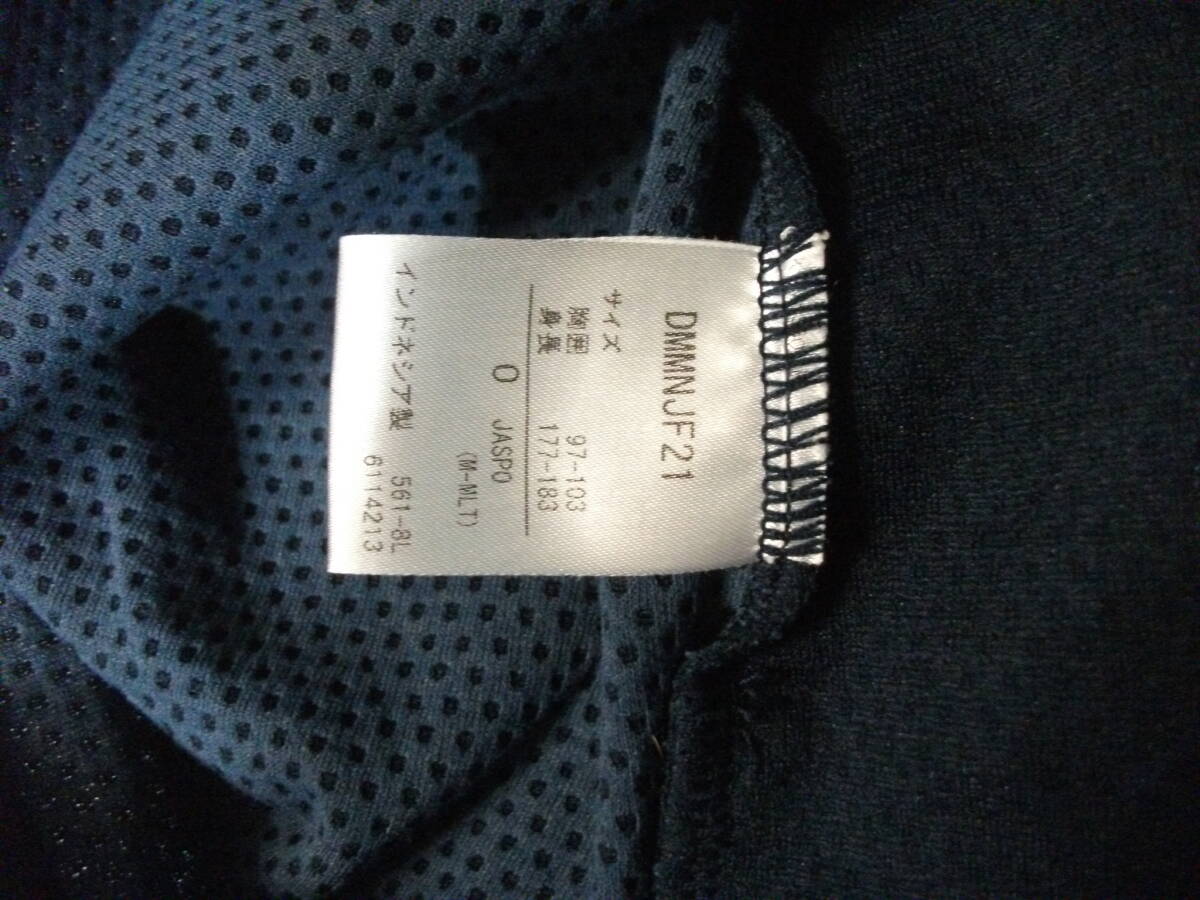 DMMNJF21
サイズ
胸囲 97-103
身長 177-183
O JASPO
(M-MLT)
インドネシア製 561-8L
6114213